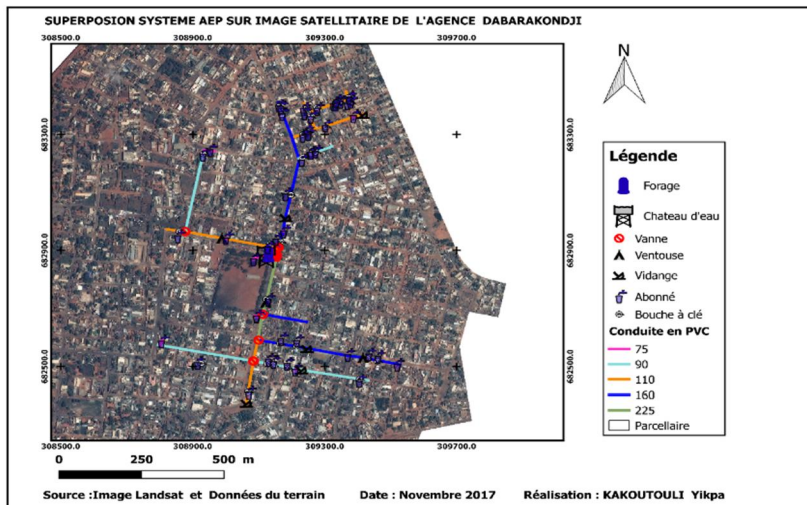 SUPERPOSION SYSTEME AEP SUR IMAGE SATELLITAIRE DE L'AGENCE DABARAKONDJI
308500.0 308900.0 309300.0 309700.0
N
683300.0 683300.0
682900.0 682900.0
682500.0 682500.0
308500.0 308900.0 309300.0 309700.0
Légende
Forage
Chateau d'eau
Vanne
Ventouse
Vidange
Abonné
Bouche à clé
Conduite en PVC
75
90
110
160
225
Parcellaire
0 250 500 m
Source :Image Landsat et Données du terrain Date : Novembre 2017 Réalisation : KAKOUTOULI Yikpa